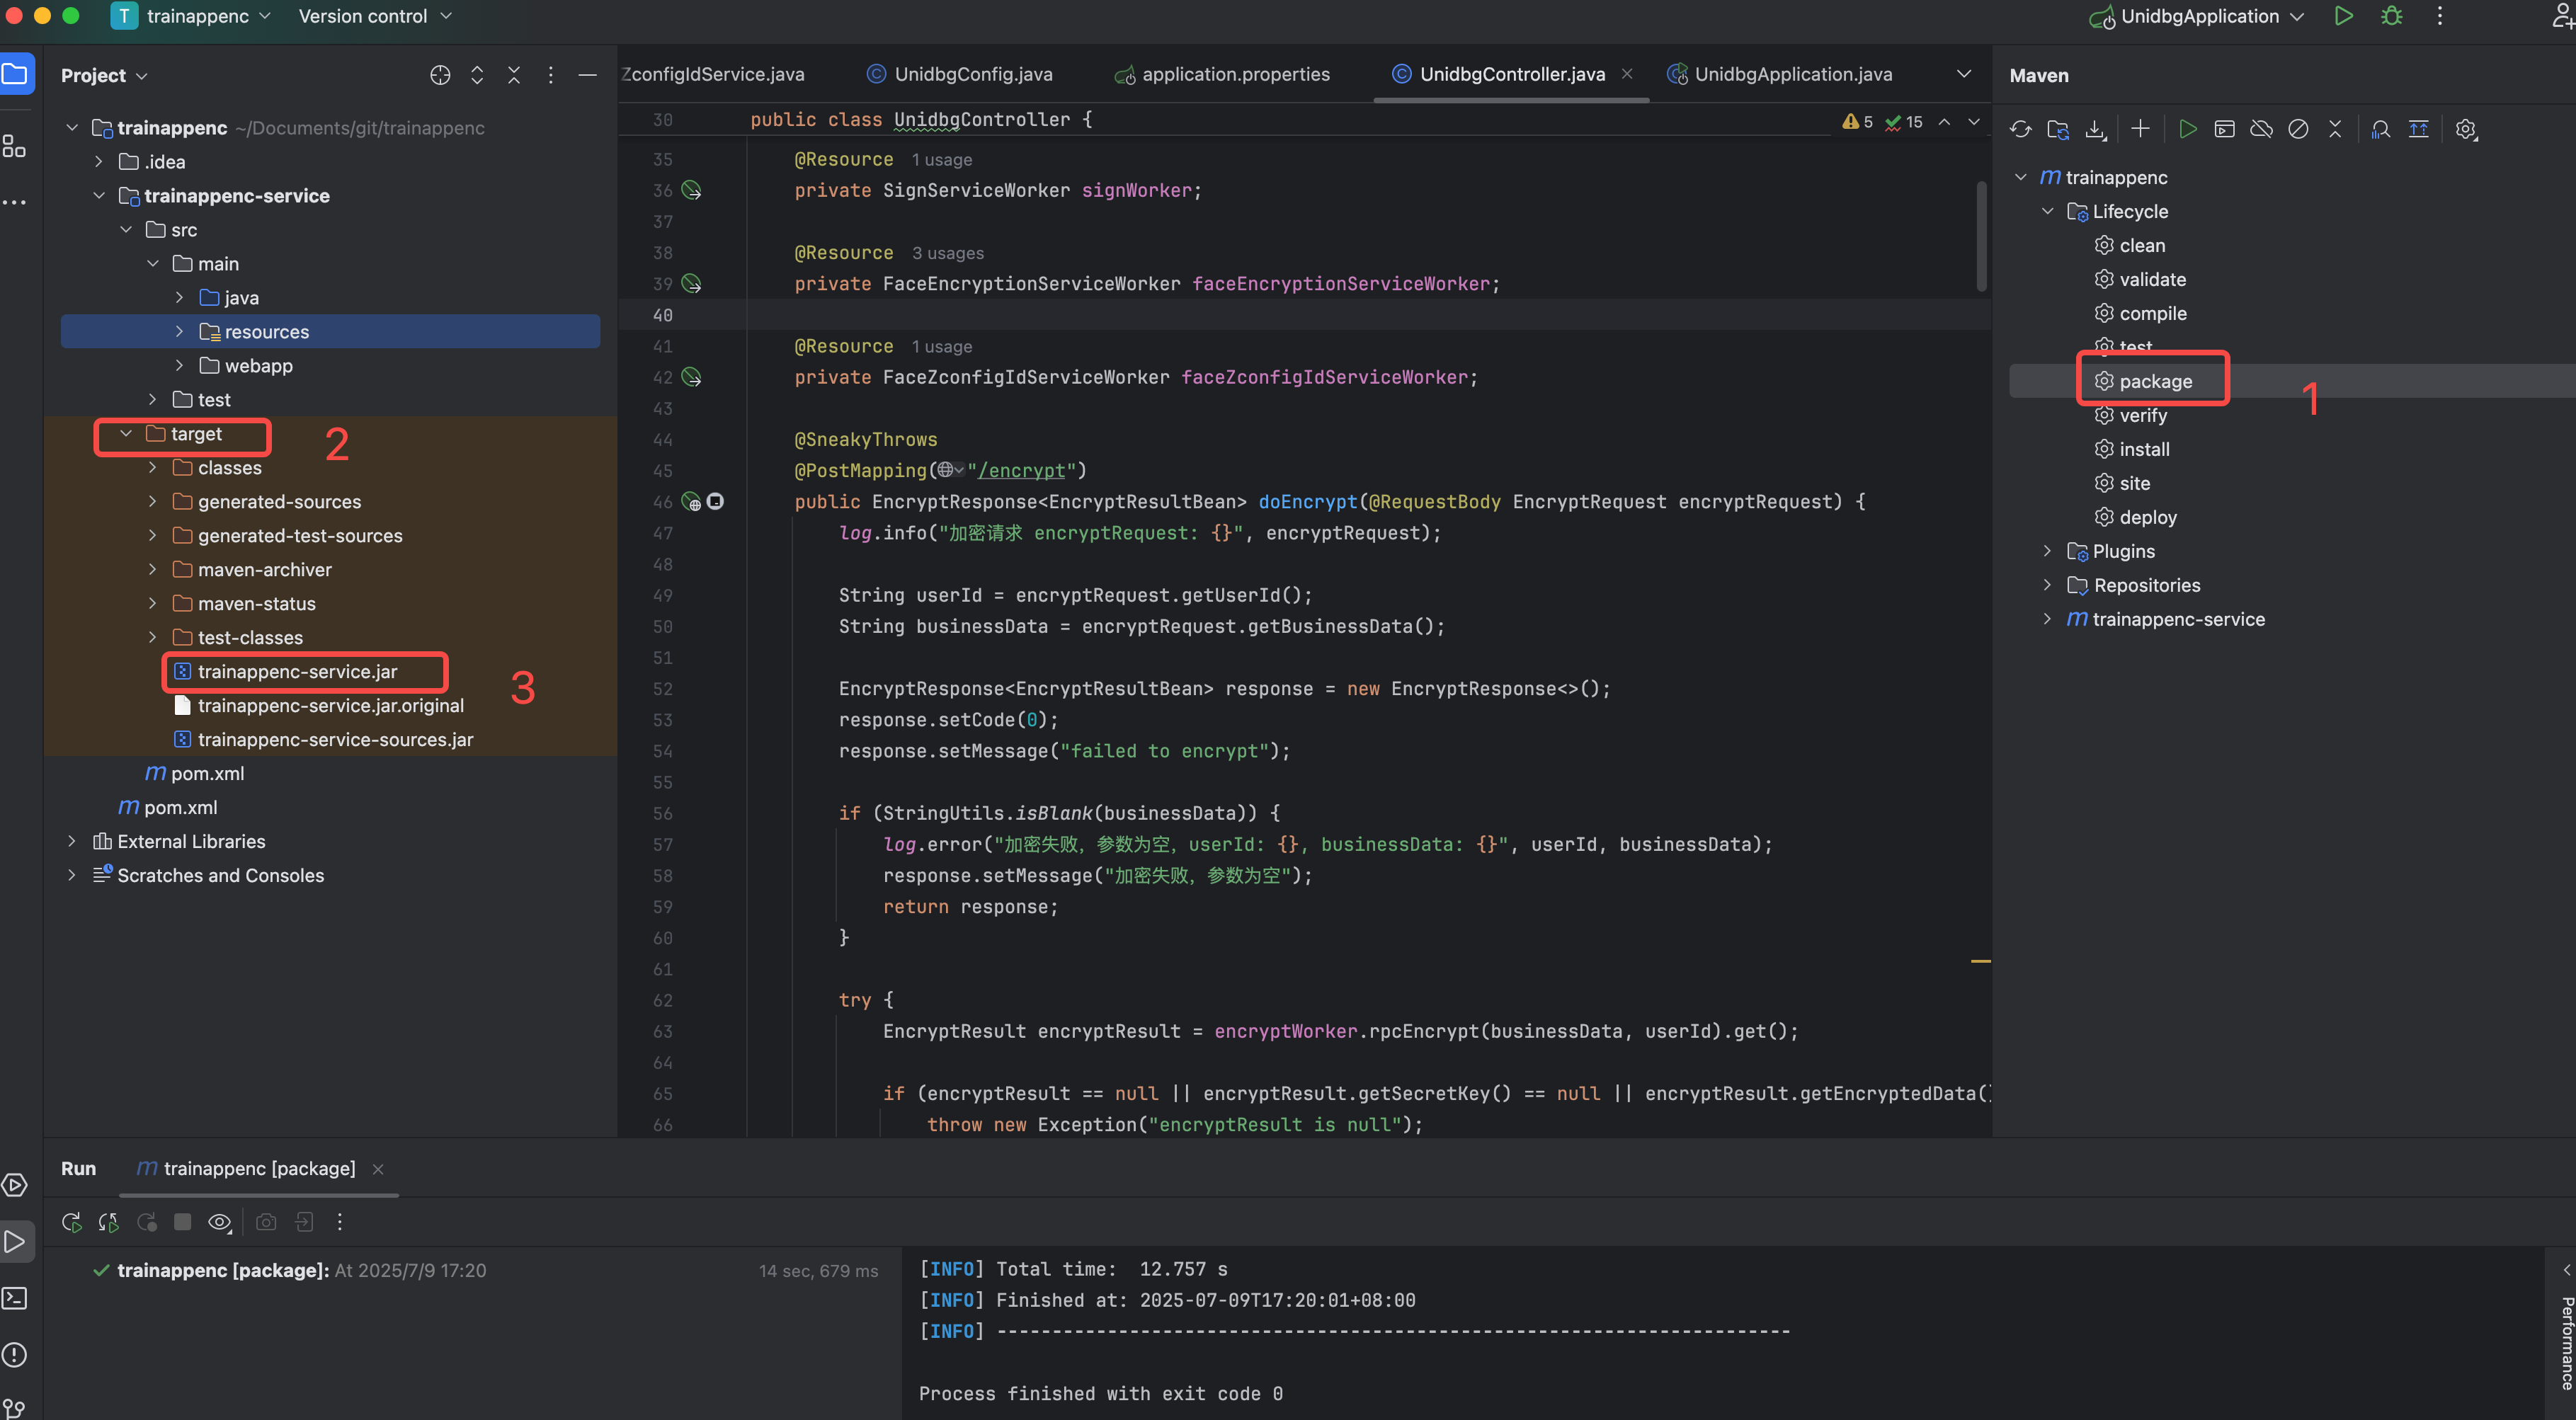 T trainappenc Version control
UnidbgApplication
Project
trainappenc ~/Documents/git/trainappenc
.idea
trainappenc-service
src
main
java
resources
webapp
test
target
2
classes
generated-sources
generated-test-sources
maven-archiver
maven-status
test-classes
trainappenc-service.jar
3
trainappenc-service.jar.original
trainappenc-service-sources.jar
m pom.xml
m pom.xml
External Libraries
Scratches and Consoles
ZconfigIdService.java UnidbgConfig.java application.properties UnidbgController.java UnidbgApplication.java
30 public class UnidbgController {
5 15
35 @Resource 1 usage
36 private SignServiceWorker signWorker;
37
38 @Resource 3 usages
39 private FaceEncryptionServiceWorker faceEncryptionServiceWorker;
40
41 @Resource 1 usage
42 private FaceZconfigIdServiceWorker faceZconfigIdServiceWorker;
43
44 @SneakyThrows
45 @PostMapping("/encrypt")
46 public EncryptResponse<EncryptResultBean> doEncrypt(@RequestBody EncryptRequest encryptRequest) {
47 log.info("加密请求 encryptRequest: {}", encryptRequest);
48
49 String userId = encryptRequest.getUserId();
50 String businessData = encryptRequest.getBusinessData();
51
52 EncryptResponse<EncryptResultBean> response = new EncryptResponse<>();
53 response.setCode(0);
54 response.setMessage("failed to encrypt");
55
56 if (StringUtils.isBlank(businessData)) {
57 log.error("加密失败，参数为空，userId: {}, businessData: {}", userId, businessData);
58 response.setMessage("加密失败，参数为空");
59 return response;
60 }
61
62 try {
63 EncryptResult encryptResult = encryptWorker.rpcEncrypt(businessData, userId).get();
64
65 if (encryptResult == null || encryptResult.getSecretKey() == null || encryptResult.getEncryptedData()
66 throw new Exception("encryptResult is null");
Maven
m trainappenc
Lifecycle
clean
validate
compile
test
package
1
verify
install
site
deploy
Plugins
Repositories
m trainappenc-service
Run m trainappenc [package]
trainappenc [package]: At 2025/7/9 17:20 14 sec, 679 ms
[INFO] Total time:  12.757 s
[INFO] Finished at: 2025-07-09T17:20:01+08:00
[INFO] ------------------------------------------------------------------------
Process finished with exit code 0
Performance